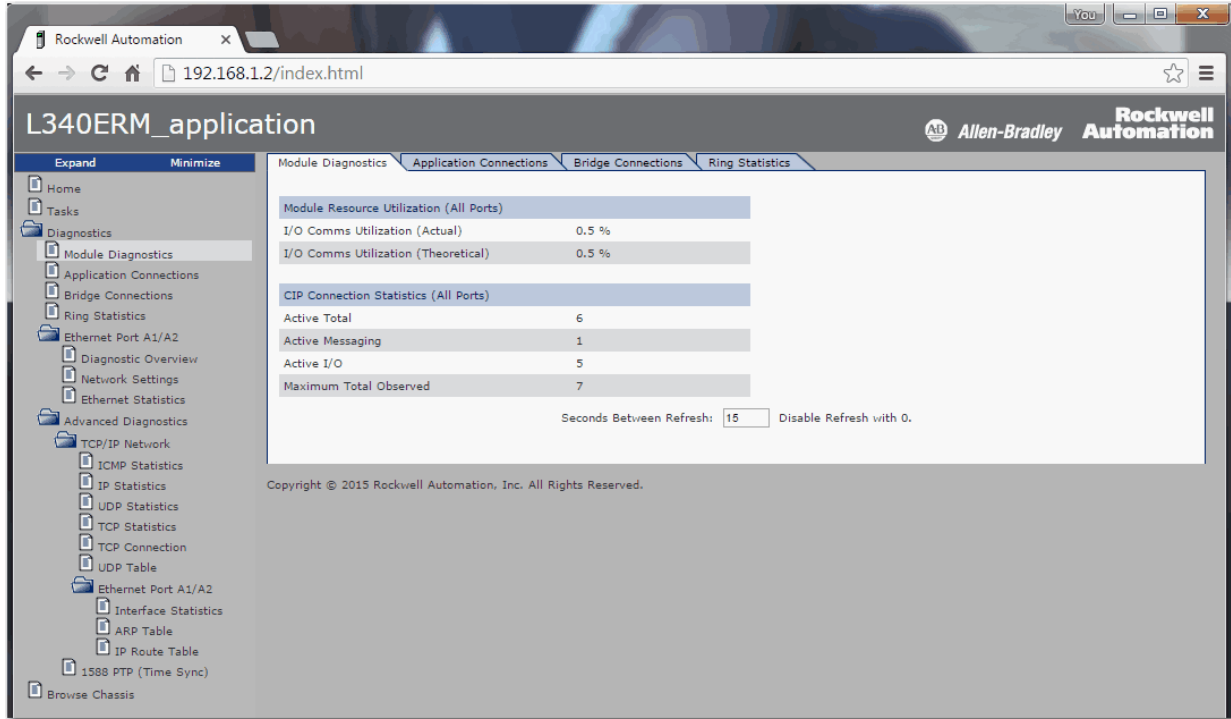 You
Rockwell Automation
192.168.1.2/index.html
L340ERM_application
AB Allen-Bradley
Rockwell
Automation
Expand Minimize
Home
Tasks
Diagnostics
Module Diagnostics
Application Connections
Bridge Connections
Ring Statistics
Ethernet Port A1/A2
Diagnostic Overview
Network Settings
Ethernet Statistics
Advanced Diagnostics
TCP/IP Network
ICMP Statistics
IP Statistics
UDP Statistics
TCP Statistics
TCP Connection
UDP Table
Ethernet Port A1/A2
Interface Statistics
ARP Table
IP Route Table
1588 PTP (Time Sync)
Browse Chassis
Module Diagnostics Application Connections Bridge Connections Ring Statistics
Module Resource Utilization (All Ports)
I/O Comms Utilization (Actual) 0.5 %
I/O Comms Utilization (Theoretical) 0.5 %
CIP Connection Statistics (All Ports)
Active Total 6
Active Messaging 1
Active I/O 5
Maximum Total Observed 7
Seconds Between Refresh: 15 Disable Refresh with 0.
Copyright © 2015 Rockwell Automation, Inc. All Rights Reserved.